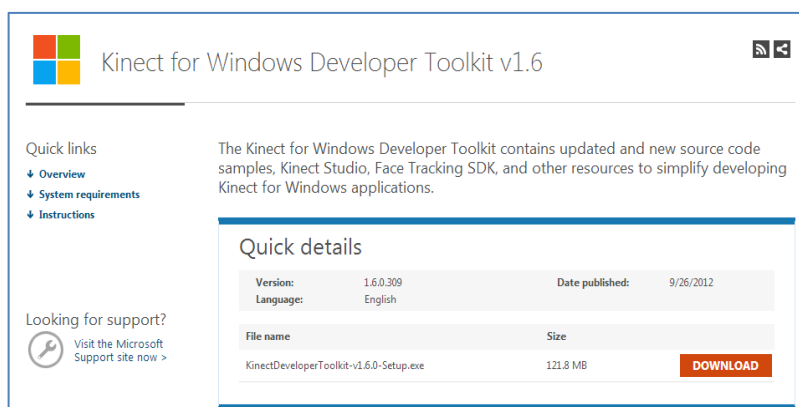 Kinect for Windows Developer Toolkit v1.6
Quick links
Overview
System requirements
Instructions
The Kinect for Windows Developer Toolkit contains updated and new source code
samples, Kinect Studio, Face Tracking SDK, and other resources to simplify developing
Kinect for Windows applications.
Quick details
Version: 1.6.0.309 Date published: 9/26/2012
Language: English
File name Size
KinectDeveloperToolkit-v1.6.0-Setup.exe 121.8 MB DOWNLOAD
Looking for support?
Visit the Microsoft
Support site now >